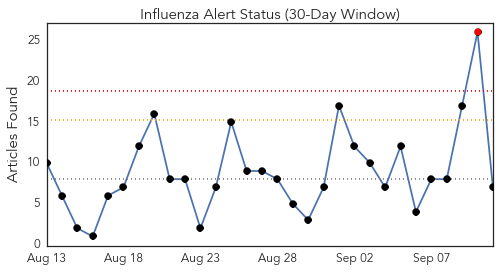 Influenza Alert Status (30-Day Window)
Articles Found
25
20
15
10
5
0
Aug 13 Aug 18 Aug 23 Aug 28 Sep 02 Sep 07